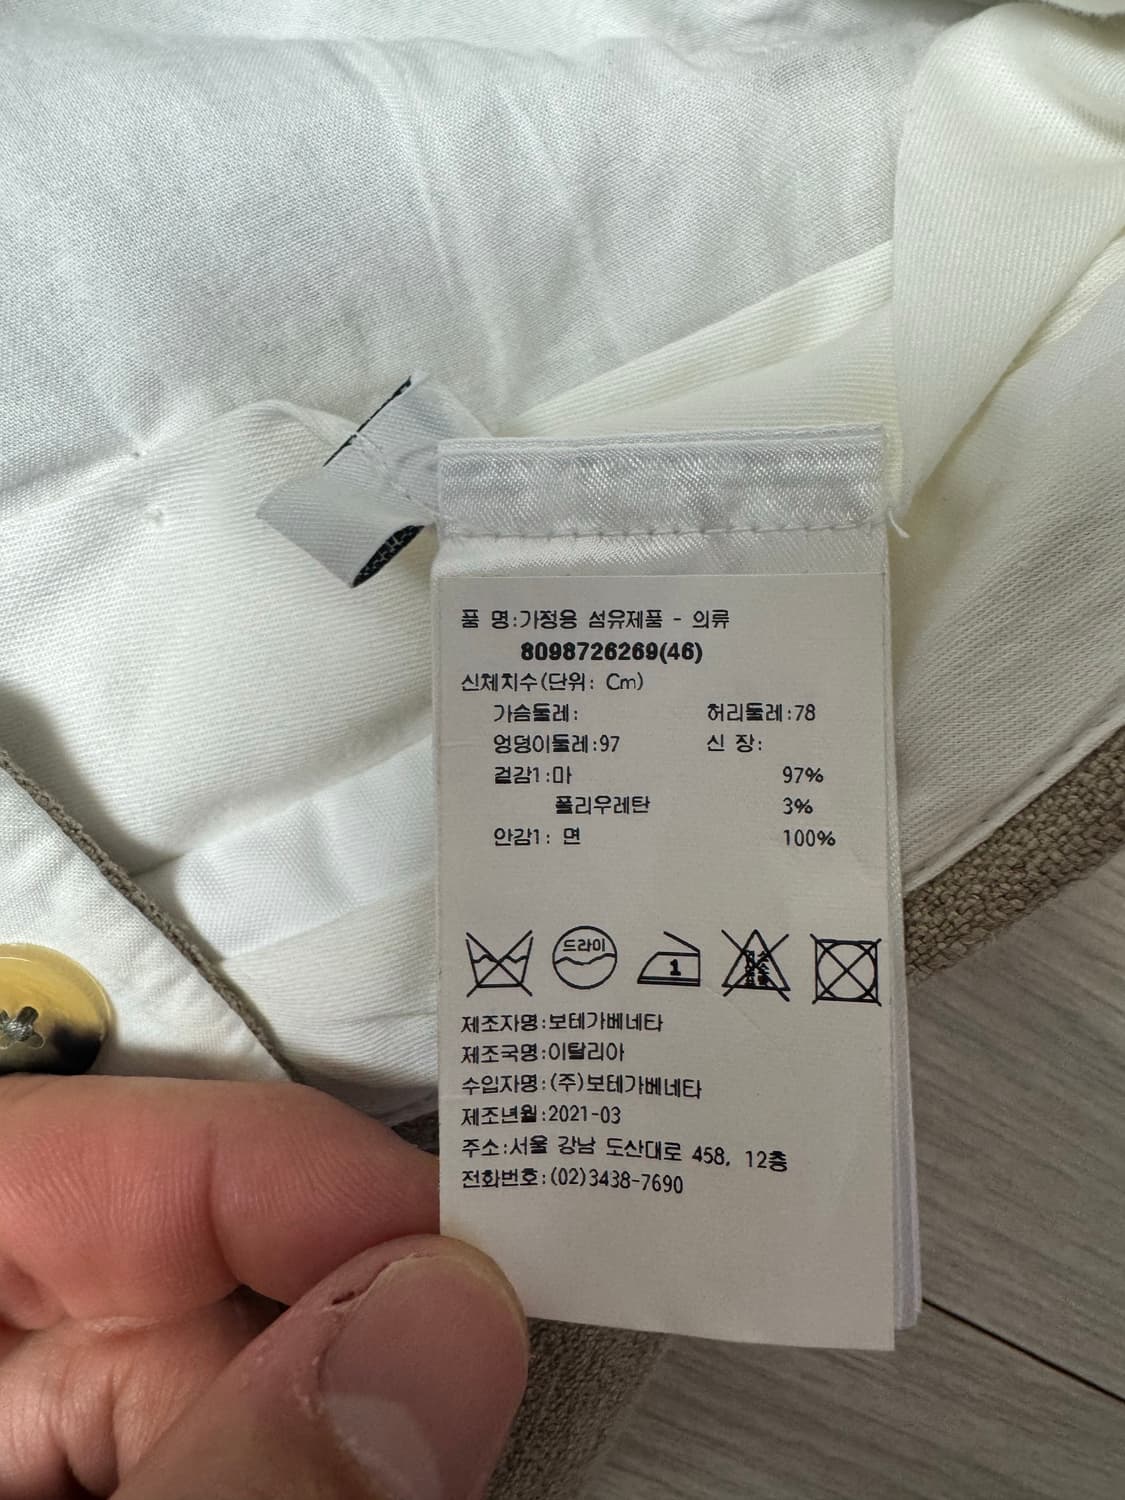 품 명:가정용 섬유제품 - 의류
8098726269(46)
신체치수(단위: Cm)
가슴둘레: 허리둘레:78
엉덩이둘레:97 신 장:
겉감1:마 97%
폴리우레탄 3%
안감1: 면 100%
드라이 1
제조자명:보테가베네타
제조국명:이탈리아
수입자명:(주)보테가베네타
제조년월:2021-03
주소:서울 강남 도산대로 458, 12층
전화번호:(02)3438-7690